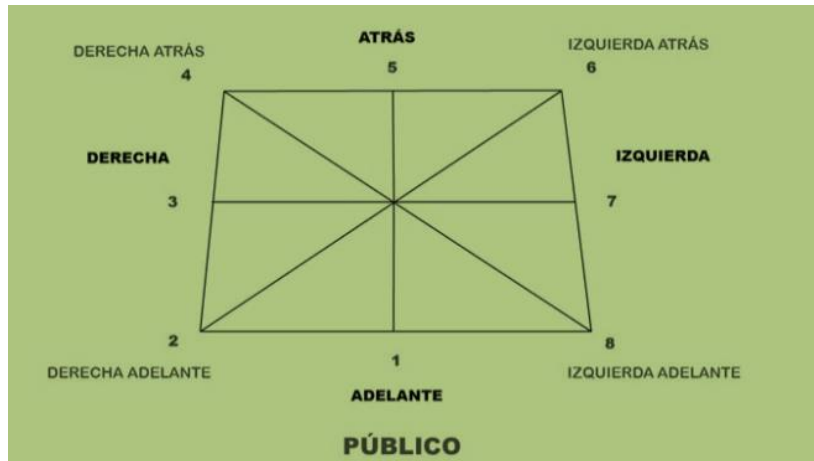 ATRÁS
DERECHA ATRÁS
IZQUIERDA ATRÁS
4
5
6
DERECHA
IZQUIERDA
3
7
2
8
1
DERECHA ADELANTE
IZQUIERDA ADELANTE
ADELANTE
PÚBLICO